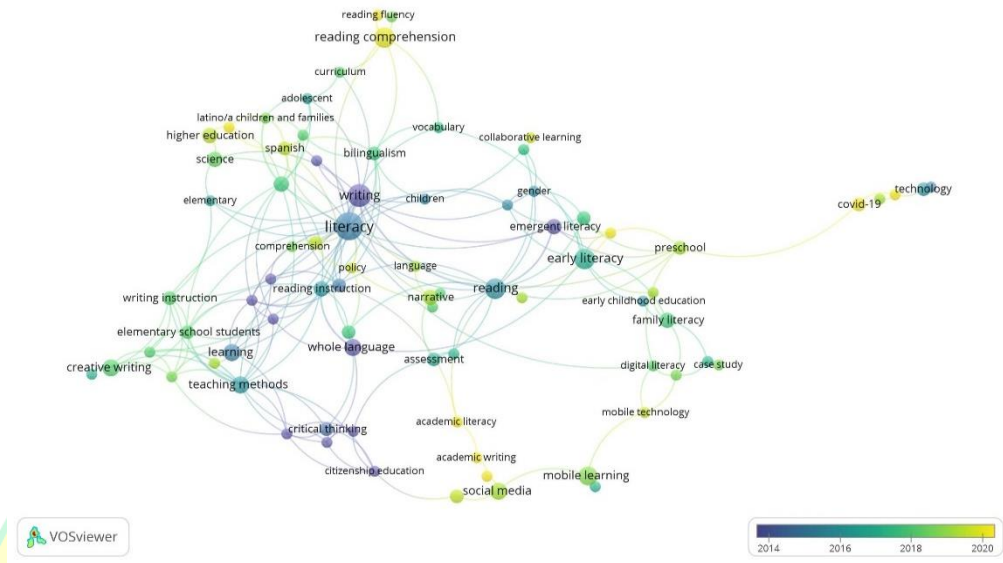 reading fluency
reading comprehension
curriculum
adolescent
latino/a children and families
vocabulary
higher education
collaborative learning
spanish
bilingualism
science
technology
writing
gender
elementary
children
covid-19
literacy
emergent literacy
comprehension
preschool
early literacy
policy
language
reading instruction
reading
writing instruction
narrative
early childhood education
family literacy
elementary school students
learning
whole language
assessment
creative writing
digital literacy
case study
teaching methods
mobile technology
academic literacy
critical thinking
academic writing
citizenship education
mobile learning
social media
VOSviewer
2014
2016
2018
2020